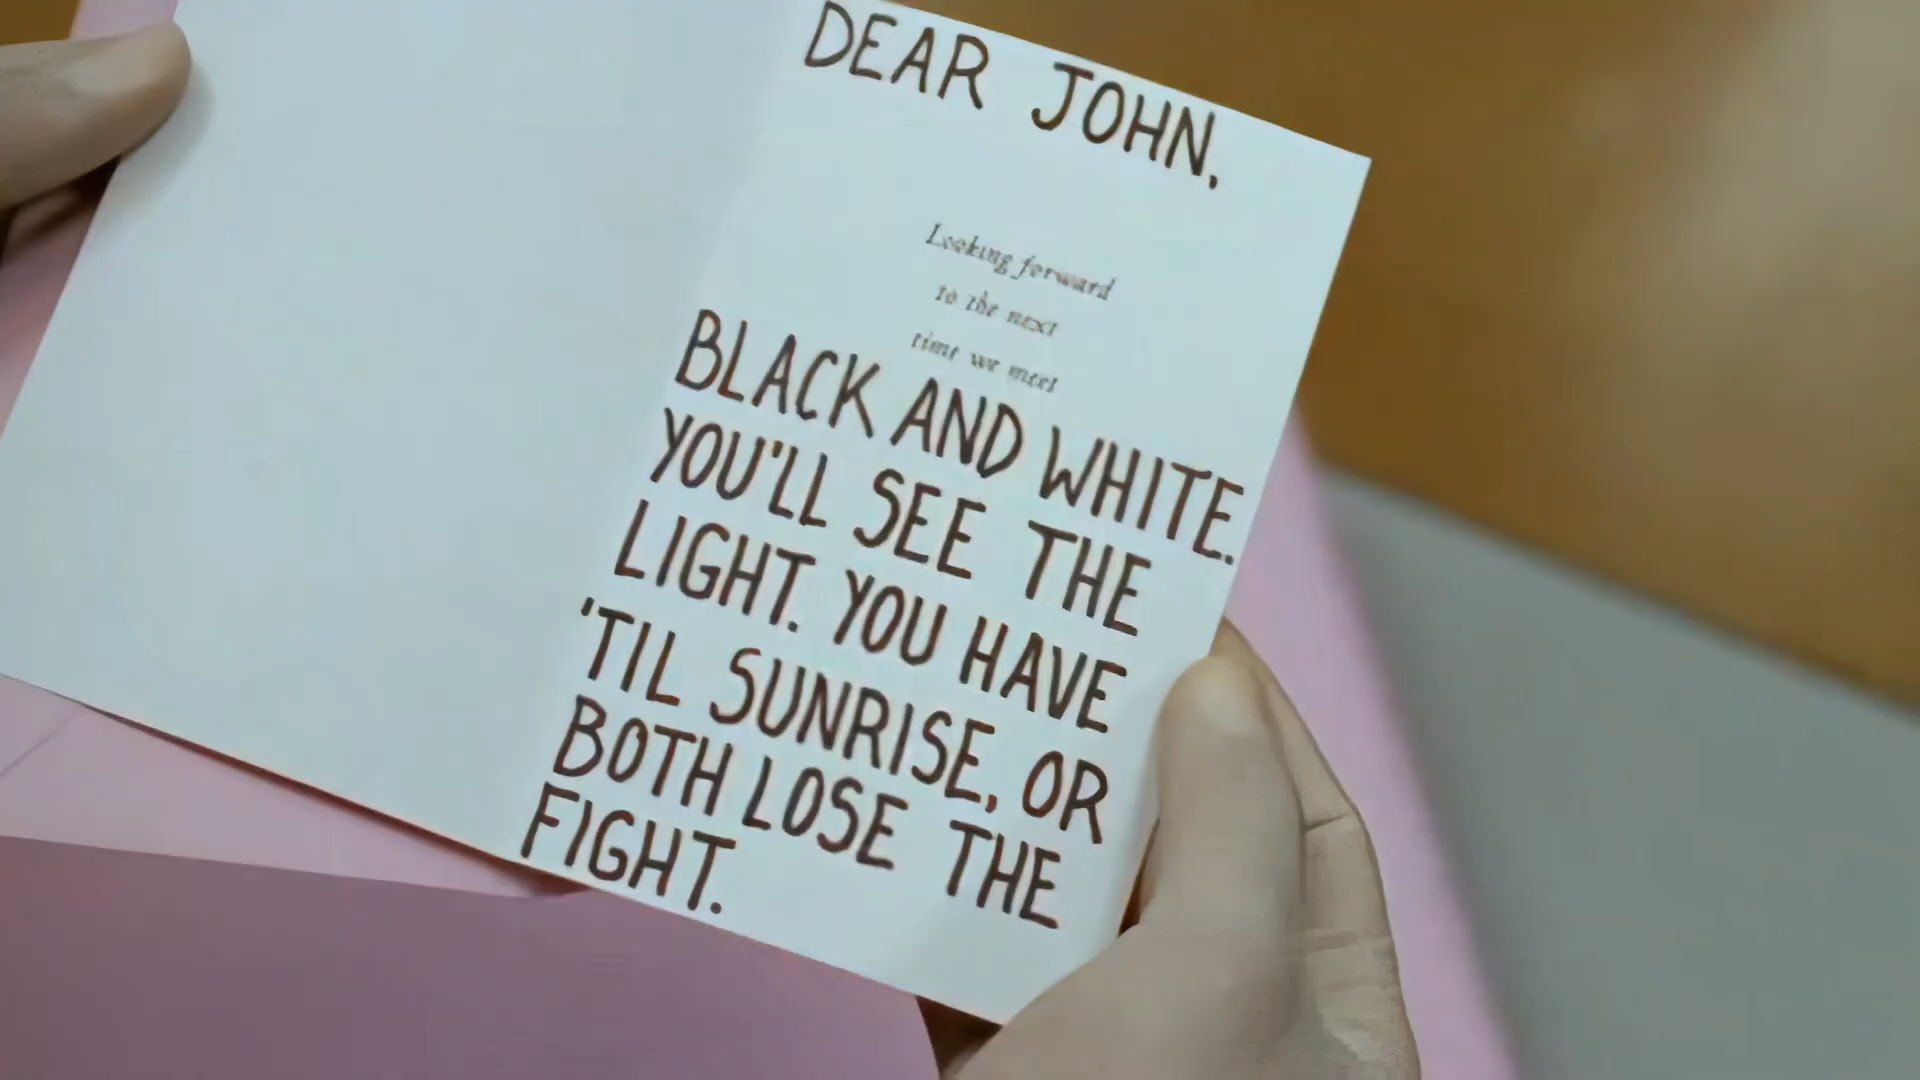 DEAR JOHN,
Looking forward
to the next
time we meet
BLACK AND WHITE.
YOU'LL SEE THE
LIGHT. YOU HAVE
'TIL SUNRISE, OR
BOTH LOSE THE
FIGHT.